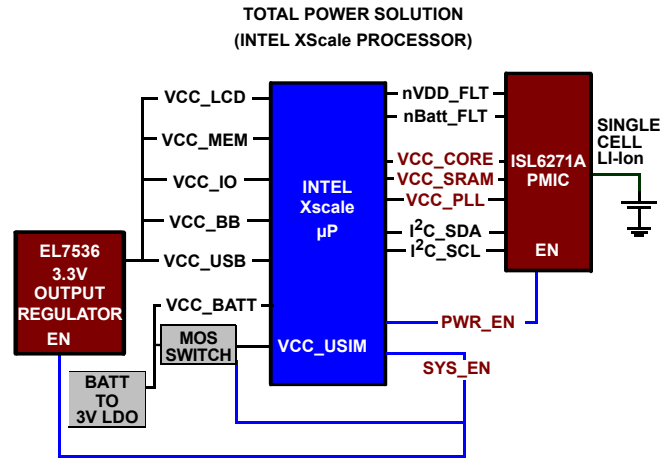 TOTAL POWER SOLUTION
(INTEL XScale PROCESSOR)
VCC_LCD
VCC_MEM
VCC_IO
VCC_BB
VCC_USB
VCC_BATT
EL7536
3.3V
OUTPUT
REGULATOR
EN
MOS
SWITCH
BATT
TO
3V LDO
INTEL
Xscale
µP
VCC_USIM
nVDD_FLT
nBatt_FLT
VCC_CORE
VCC_SRAM
VCC_PLL
I²C_SDA
I²C_SCL
PWR_EN
SYS_EN
ISL6271A
PMIC
EN
SINGLE
CELL
LI-Ion